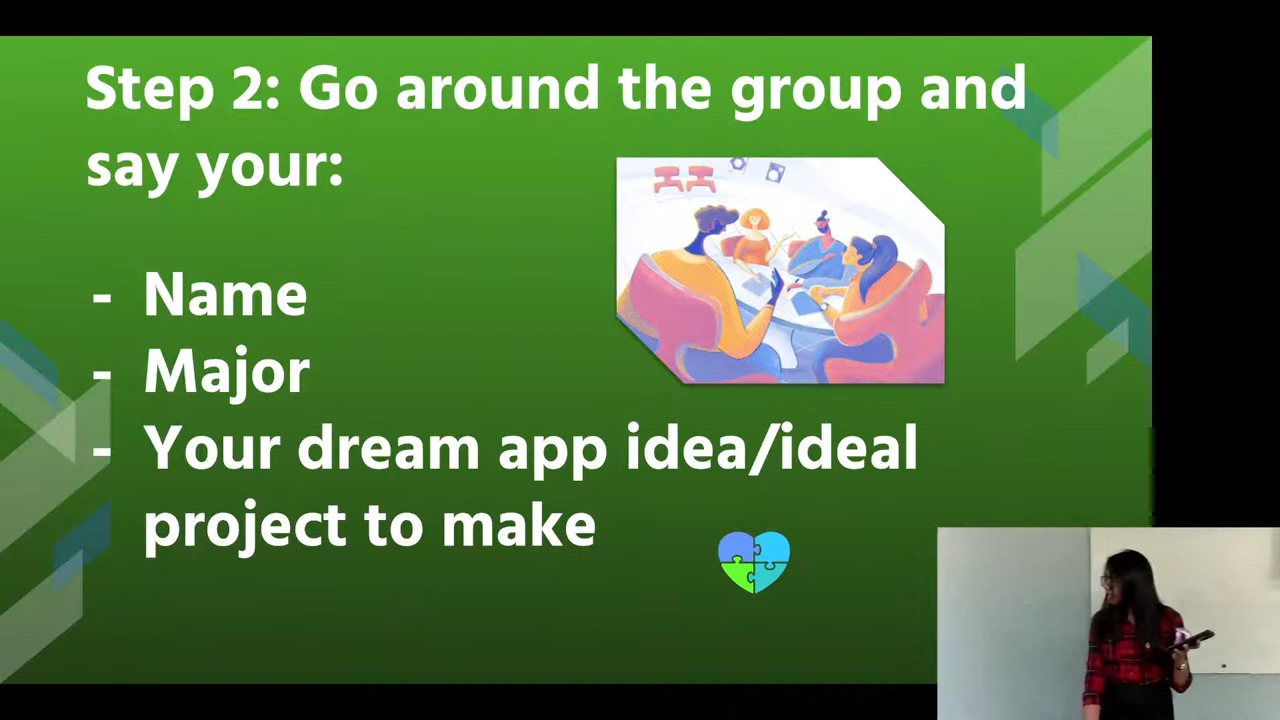 Step 2: Go around the group and
say your:
- Name
- Major
- Your dream app idea/ideal
project to make